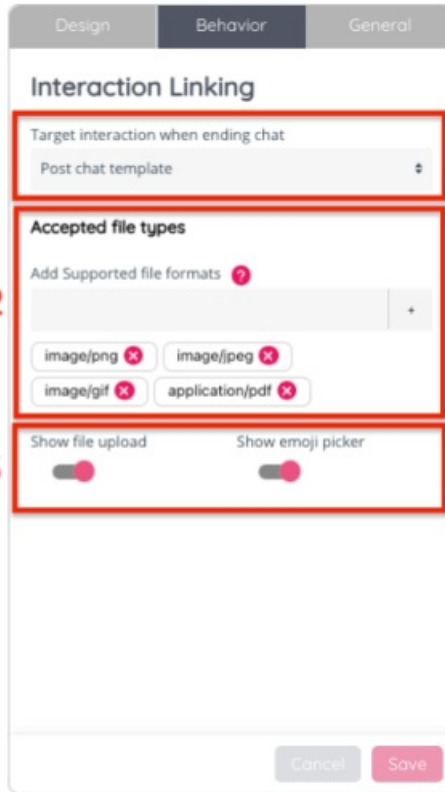 Design Behavior General
Interaction Linking
Target interaction when ending chat
Post chat template
Accepted file types
Add Supported file formats ?
+
image/png image/jpeg
image/gif application/pdf
Show file upload Show emoji picker
Cancel Save